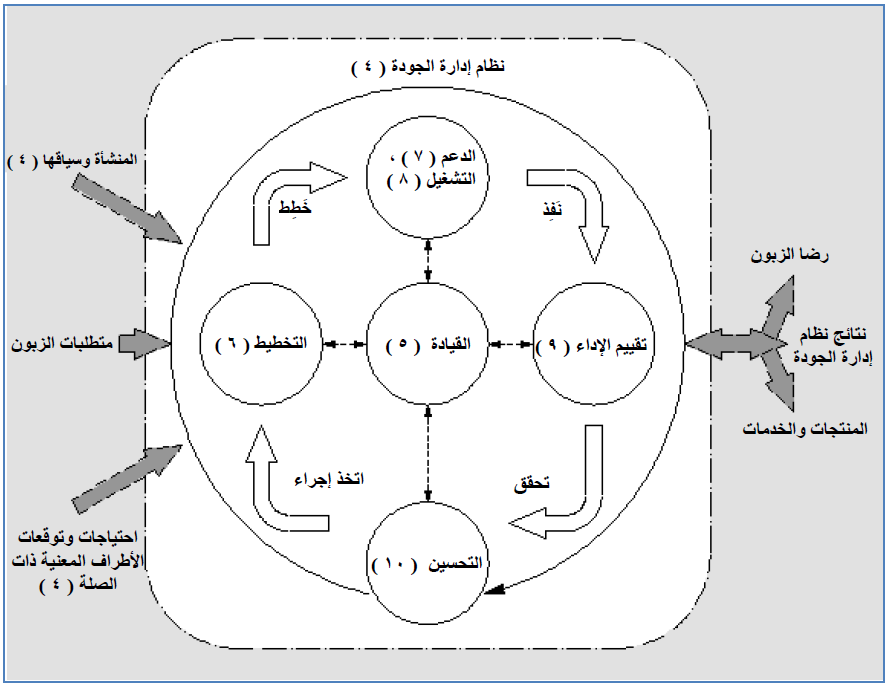 نظام إدارة الجودة ( ٤ )
المنشأة وسياقها ( ٤ )
الدعم ( ٧ ) ،
التشغيل ( ٨ )
خَطِط
نَفِذ
رضا الزبون
متطلبات الزبون
التخطيط ( ٦ )
القيادة ( ٥ )
تقييم الإداء ( ٩ )
نتائج نظام
إدارة الجودة
المنتجات والخدمات
اتخذ إجراء
تحقق
احتياجات وتوقعات
الأطراف المعنية ذات
الصلة ( ٤ )
التحسين ( ١٠ )